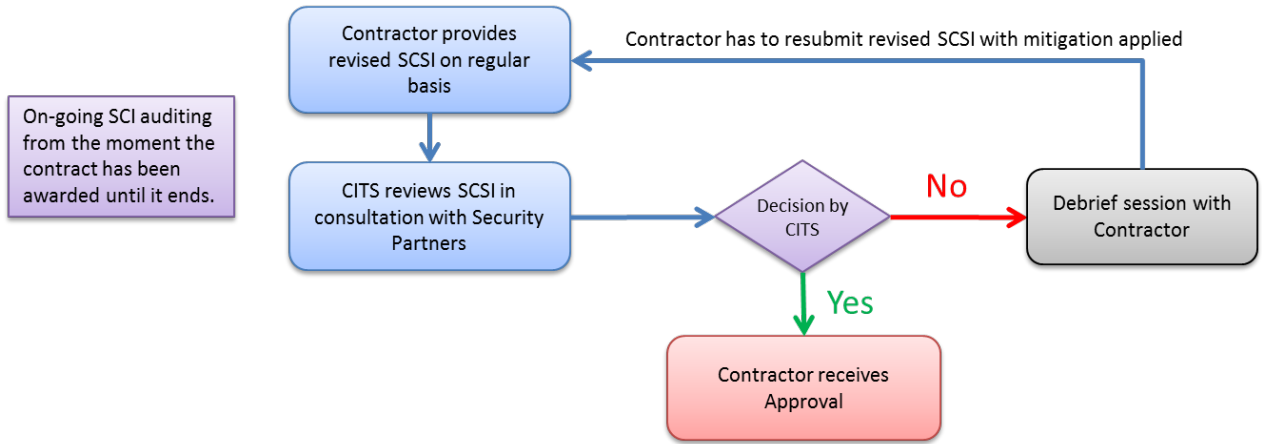 Contractor provides
revised SCSI on regular
basis
Contractor has to resubmit revised SCSI with mitigation applied
On-going SCI auditing
from the moment the
contract has been
awarded until it ends.
CITS reviews SCSI in
consultation with Security
Partners
Decision by
CITS
No
Debrief session with
Contractor
Yes
Contractor receives
Approval